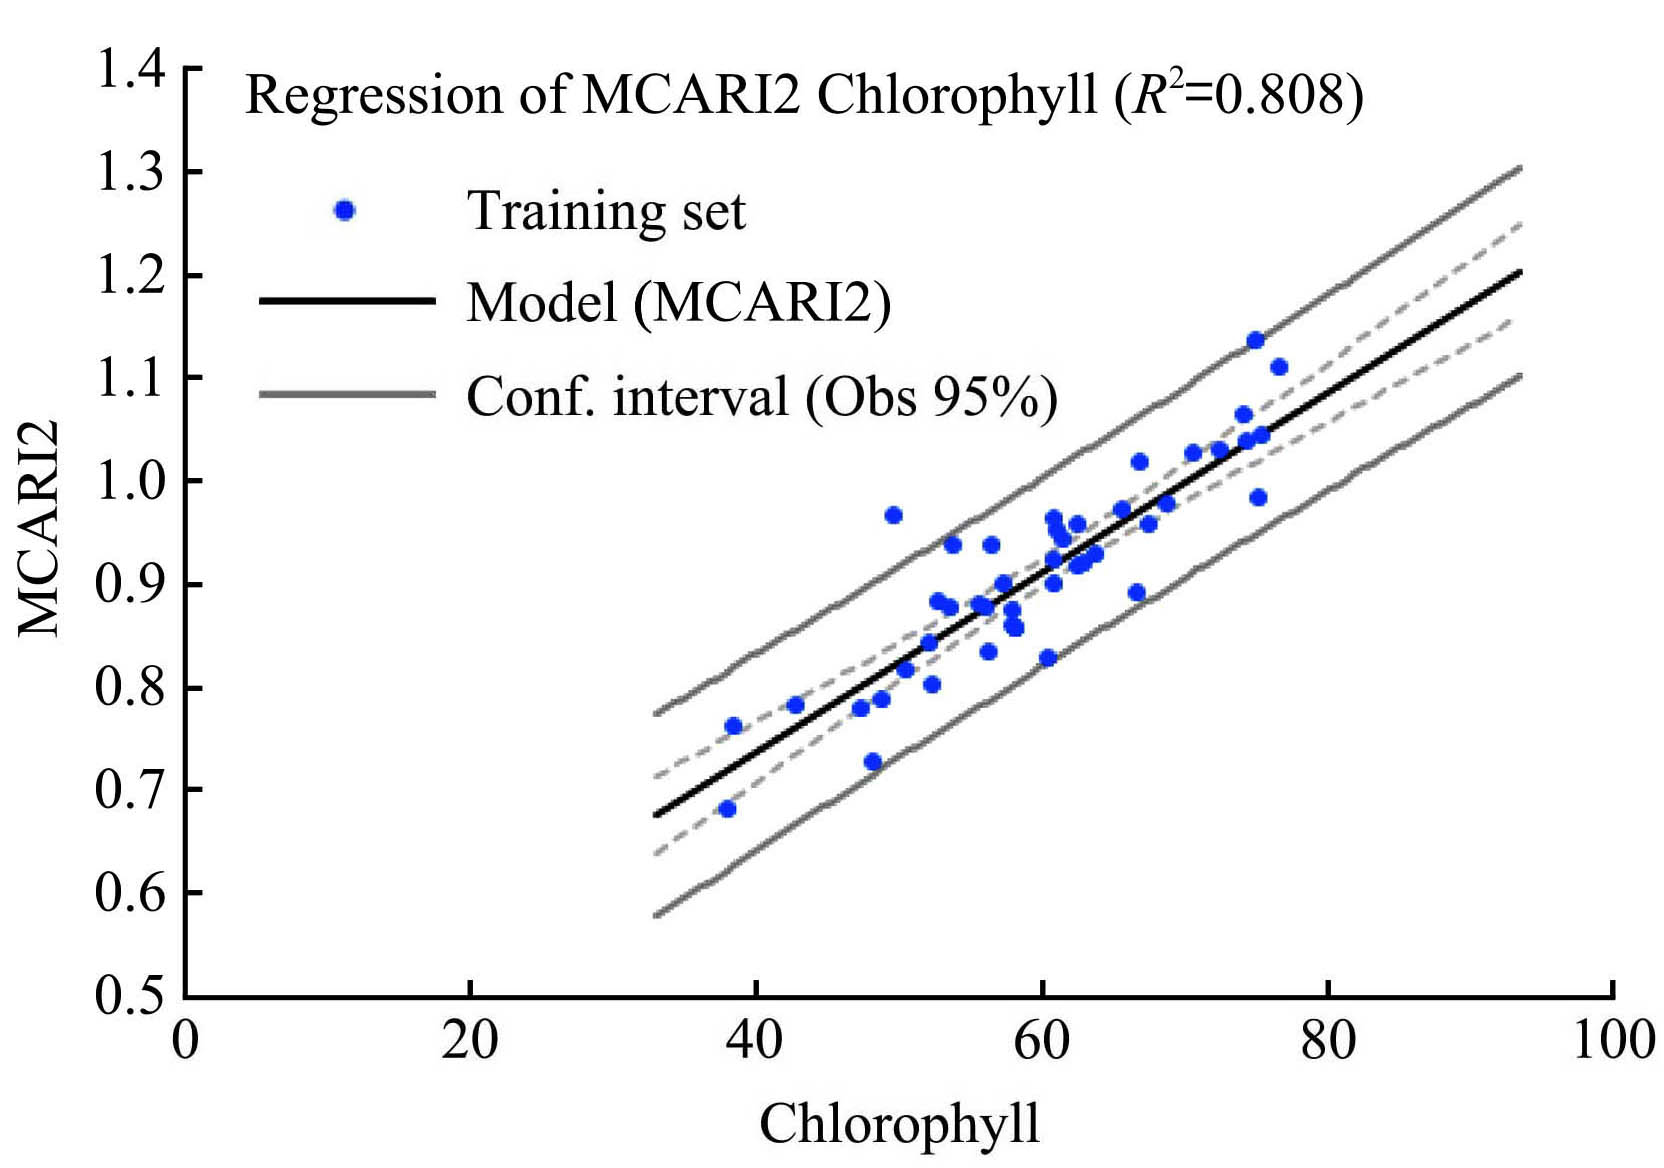 Regression of MCARI2 Chlorophyll (R²=0.808)
Training set
Model (MCARI2)
Conf. interval (Obs 95%)
MCARI2
1.4
1.3
1.2
1.1
1.0
0.9
0.8
0.7
0.6
0.5
0 20 40 60 80 100
Chlorophyll